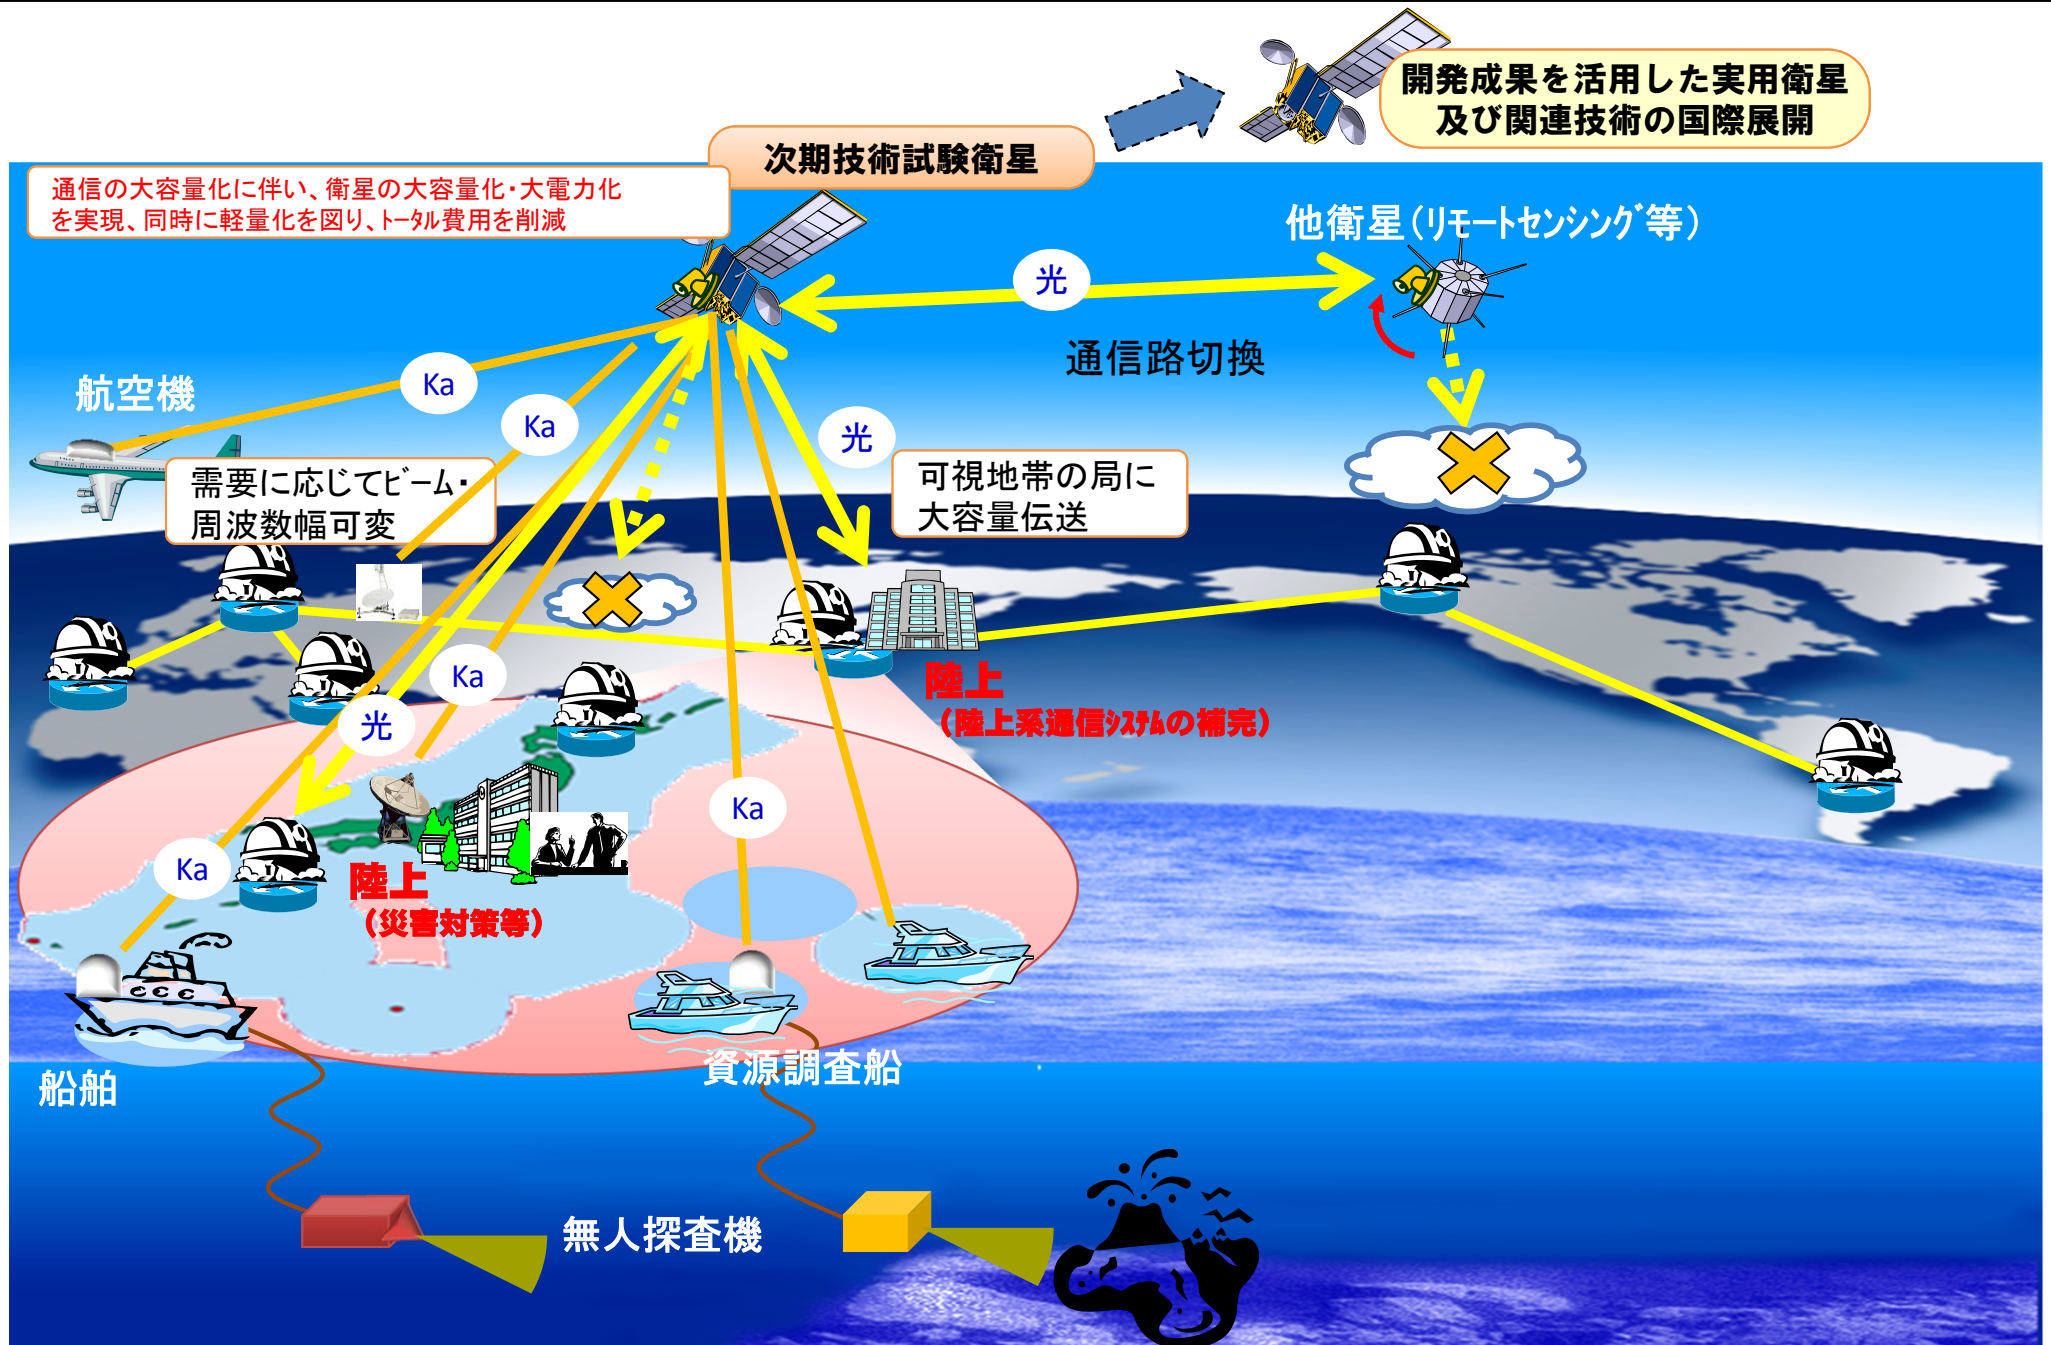 開発成果を活用した実用衛星
及び関連技術の国際展開
次期技術試験衛星
通信の大容量化に伴い、衛星の大容量化・大電力化
を実現、同時に軽量化を図り、ﾄｰﾀﾙ費用を削減
他衛星（ﾘﾓｰﾄｾﾝｼﾝｸﾞ等）
光
通信路切換
航空機
Ka
Ka
光
需要に応じてﾋﾞｰﾑ・
周波数幅可変
可視地帯の局に
大容量伝送
Ka
陸上
（陸上系通信ｼｽﾃﾑの補完）
光
Ka
Ka
陸上
（災害対策等）
資源調査船
船舶
無人探査機